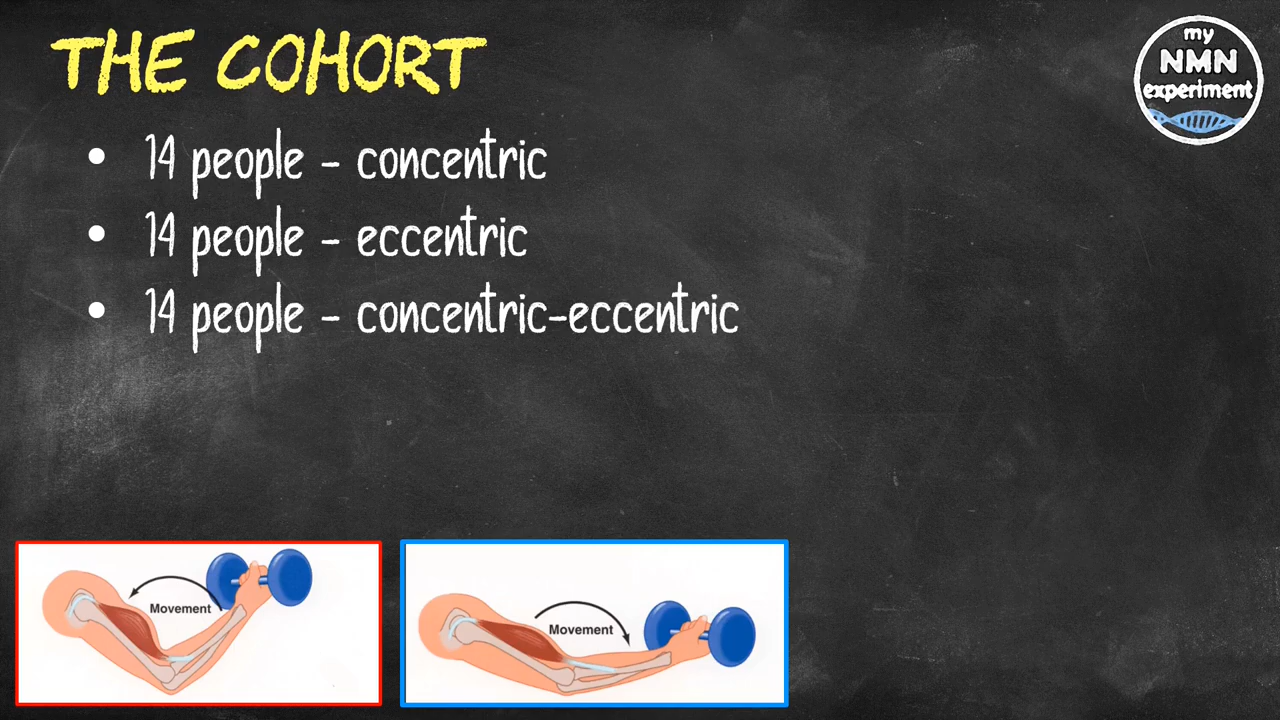 THE COHORT
my
NMN
experiment
• 14 people - concentric
• 14 people - eccentric
• 14 people - concentric-eccentric
Movement
Movement